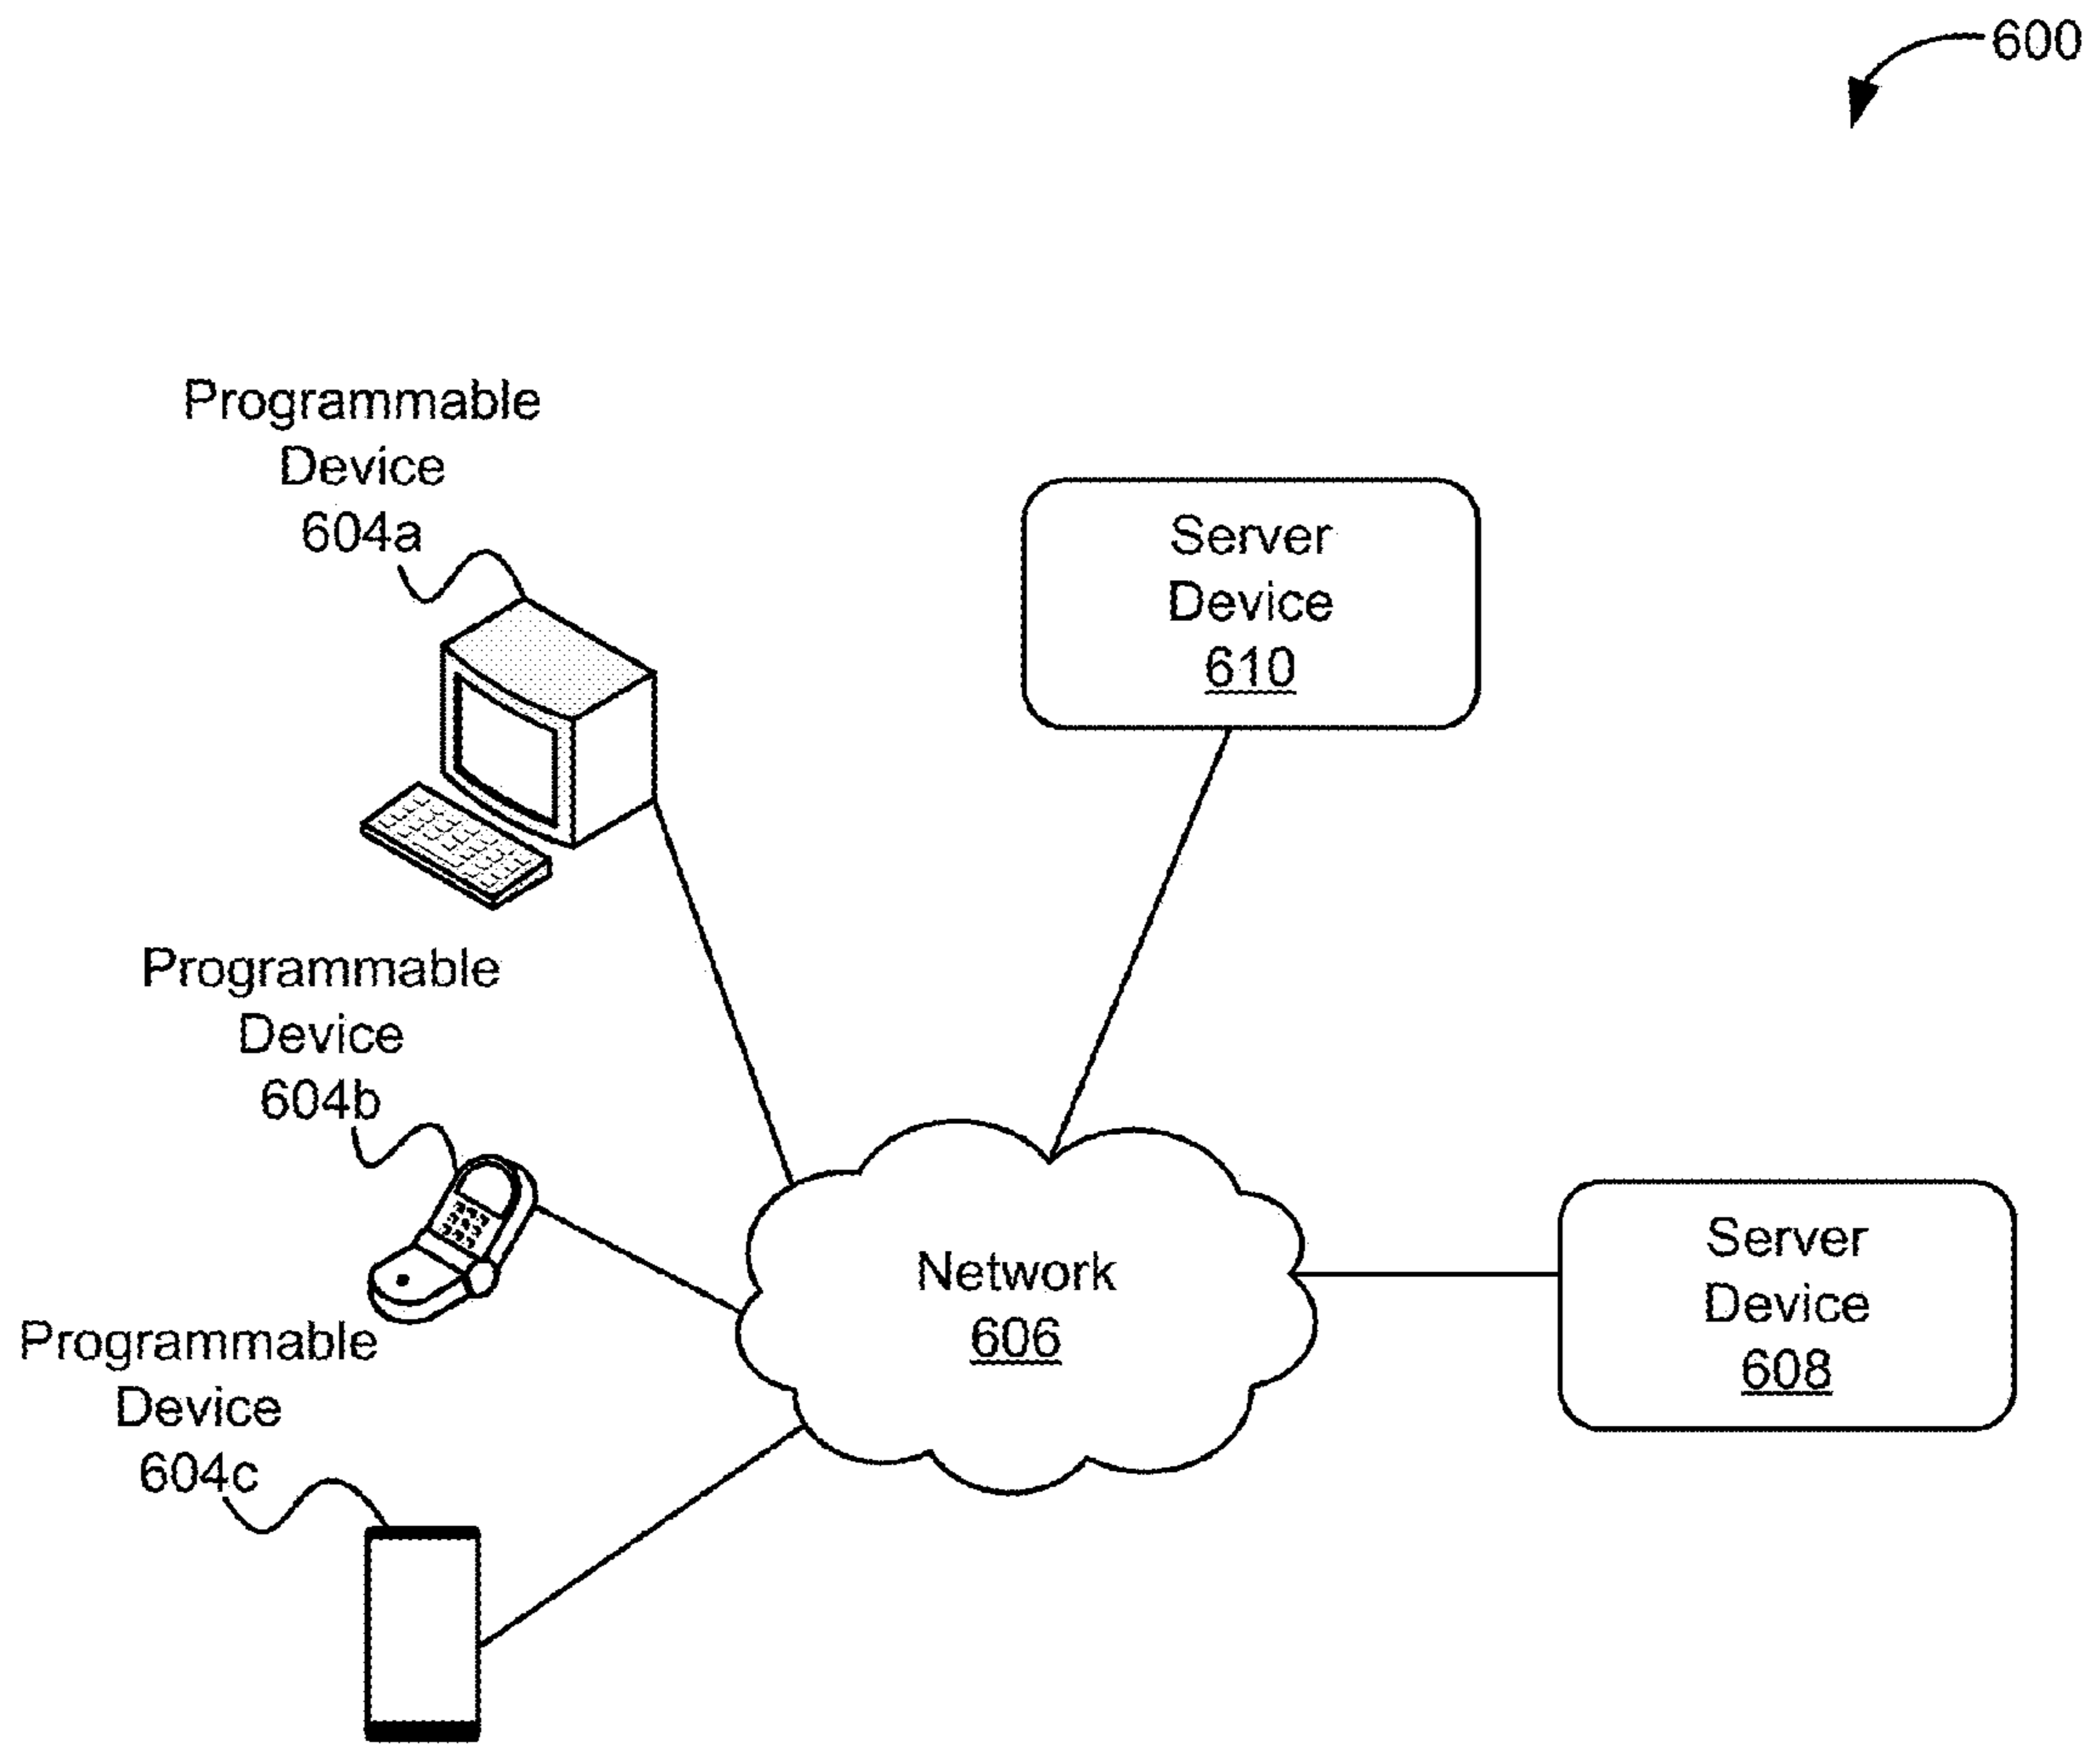 600
Programmable
Device
604a
Server
Device
610
Programmable
Device
604b
Network
606
Server
Device
608
Programmable
Device
604c